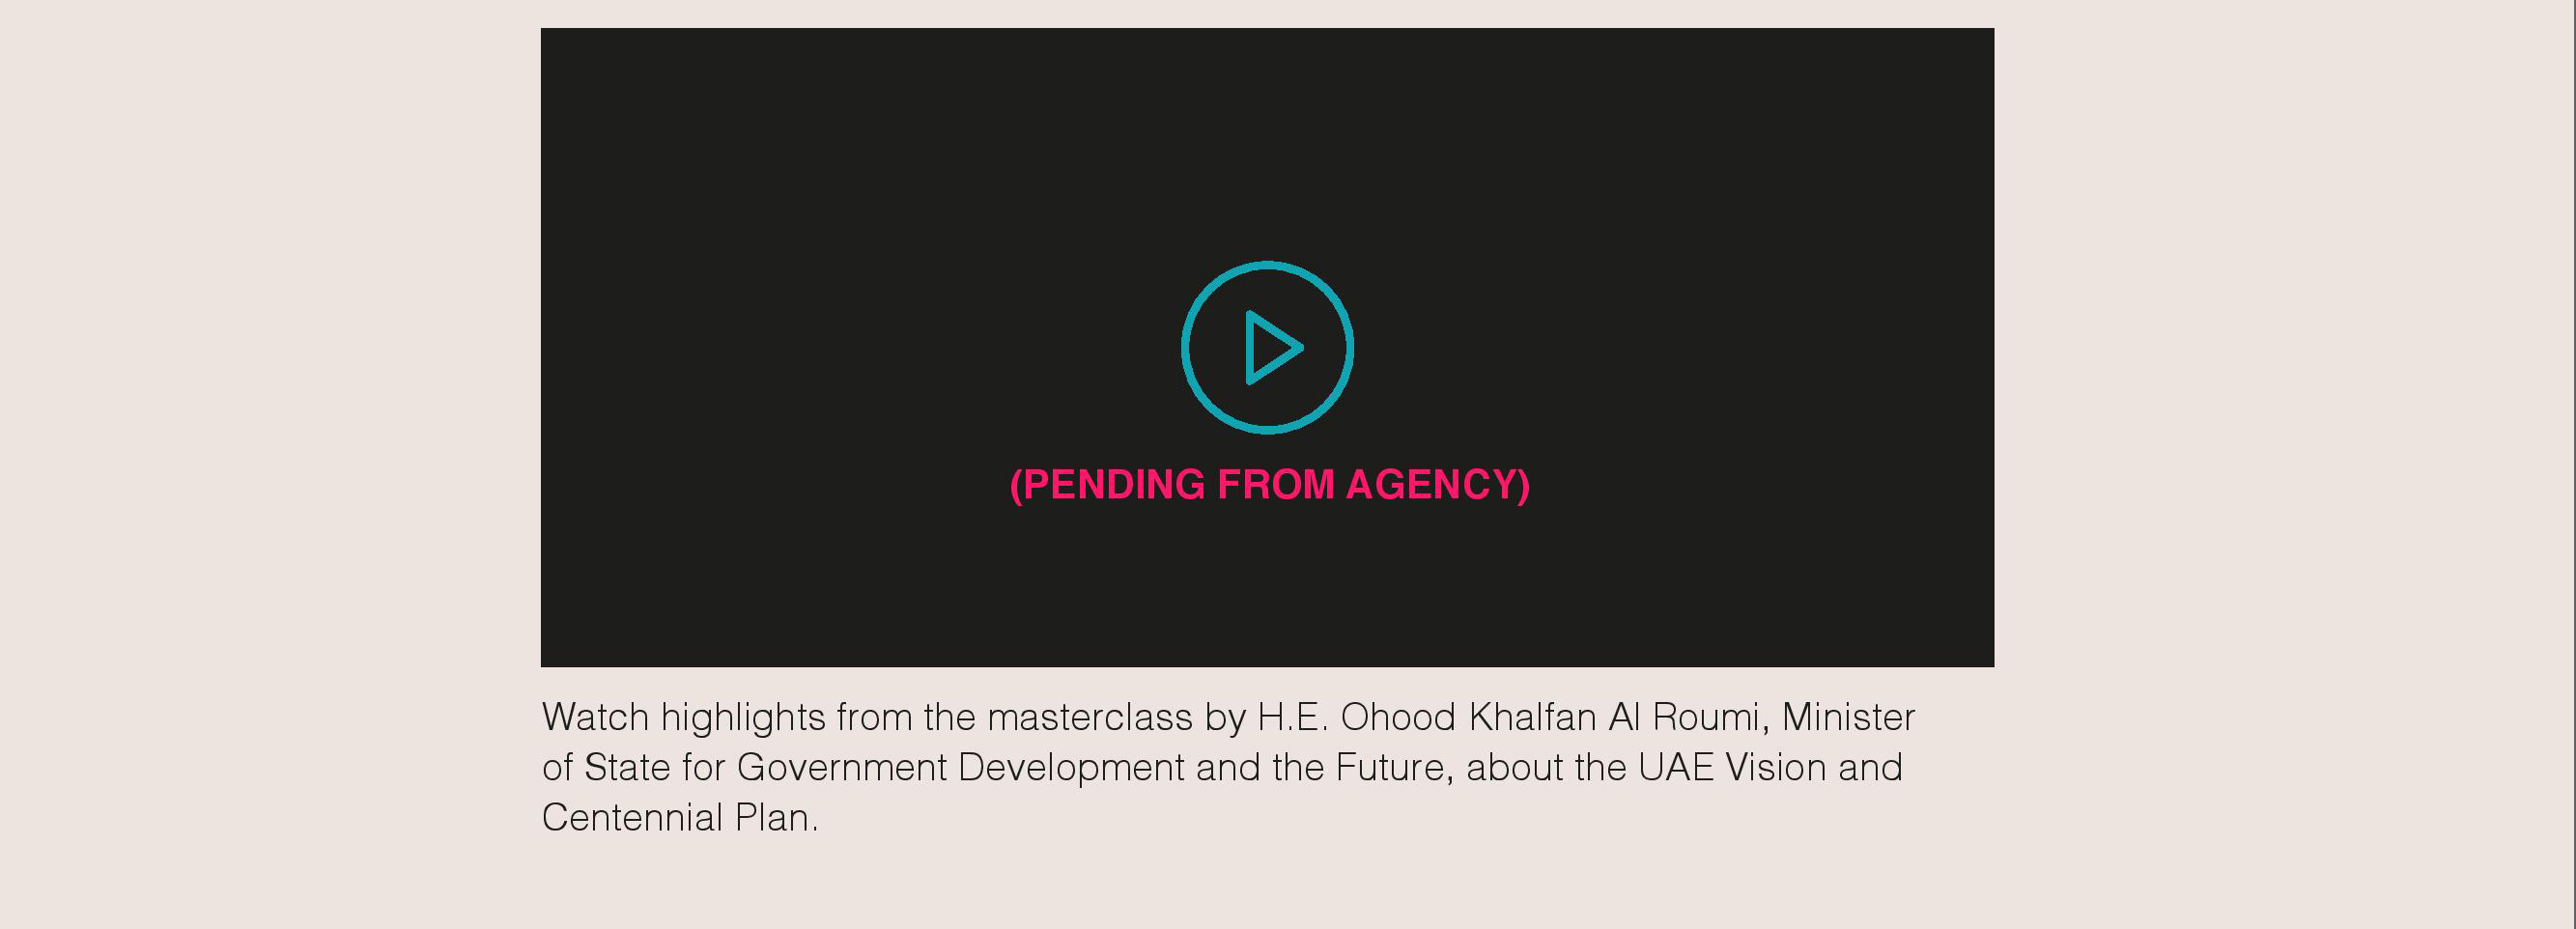 (PENDING FROM AGENCY)
Watch highlights from the masterclass by H.E. Ohood Khalfan Al Roumi, Minister
of State for Government Development and the Future, about the UAE Vision and
Centennial Plan.